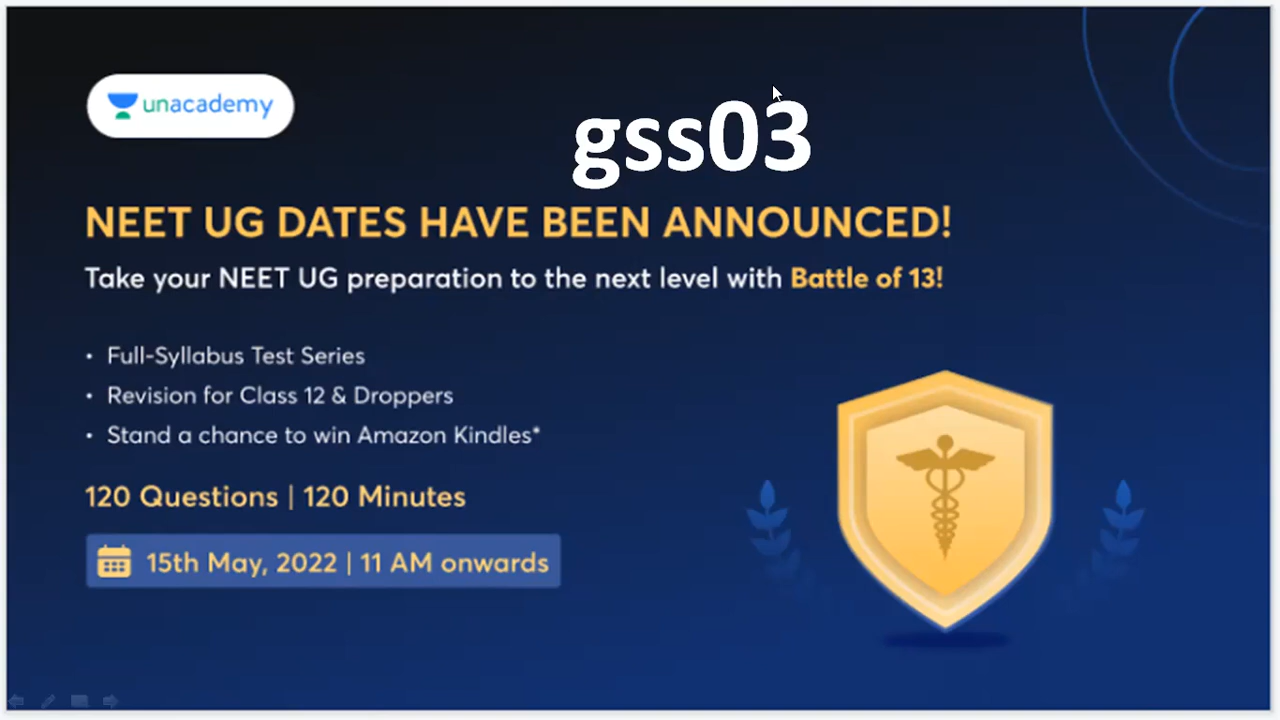 unacademy
gss03
NEET UG DATES HAVE BEEN ANNOUNCED!
Take your NEET UG preparation to the next level with Battle of 13!
• Full-Syllabus Test Series
• Revision for Class 12 & Droppers
• Stand a chance to win Amazon Kindles*
120 Questions | 120 Minutes
15th May, 2022 | 11 AM onwards